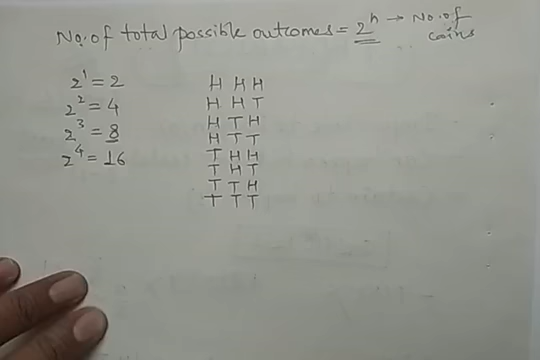 No. of total possible outcomes = 2^n → No. of coins
2^1 = 2
2^2 = 4
2^3 = 8
2^4 = 16
H H H
H H T
H T H
H T T
T H H
T H T
T T H
T T T